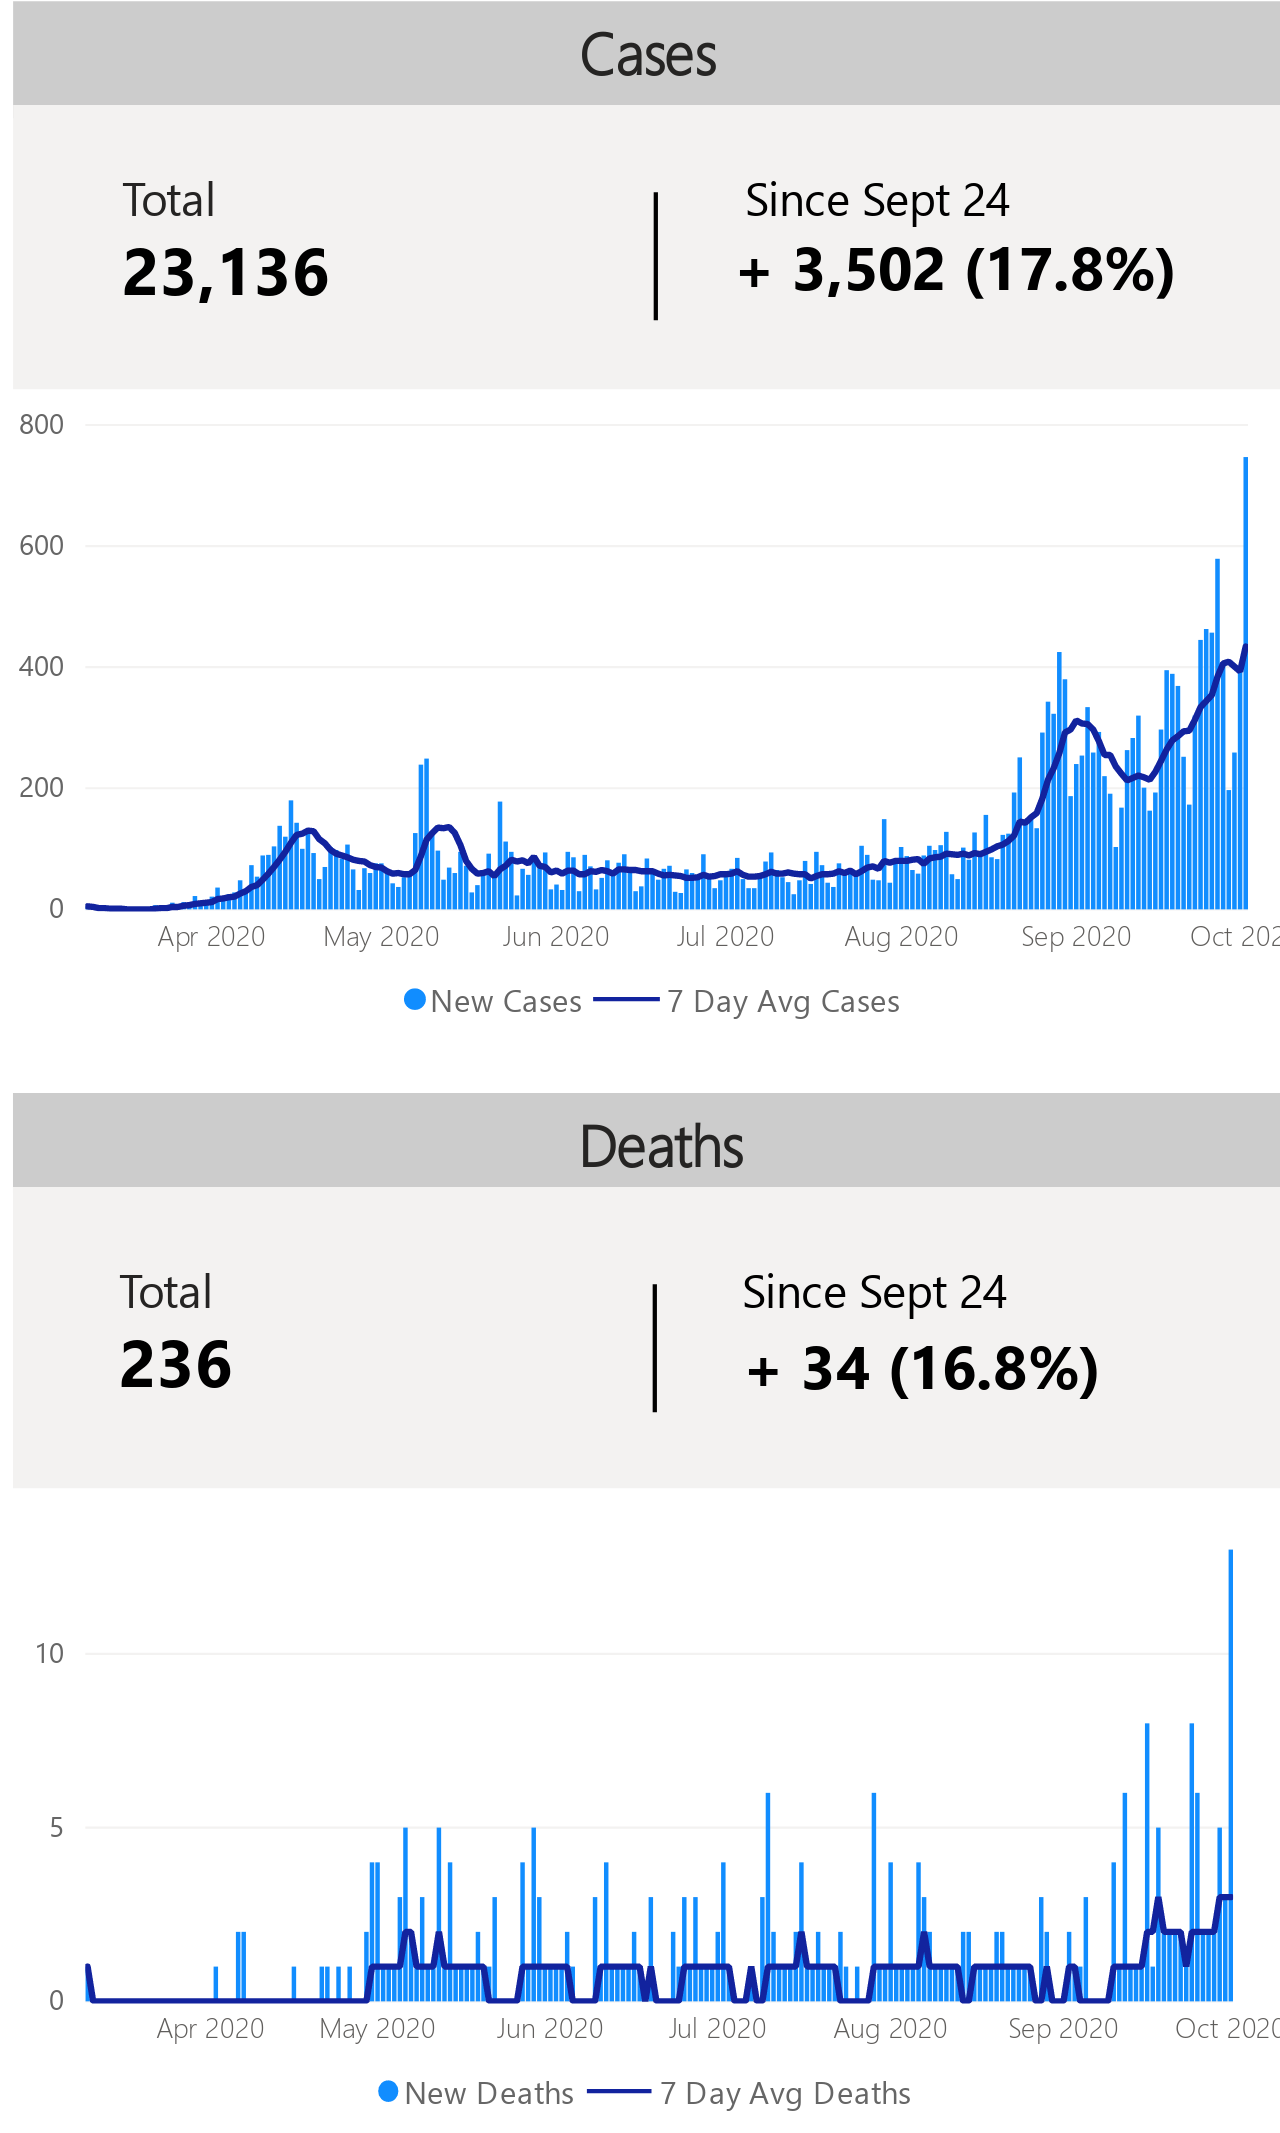 Cases
Total
Since Sept 24
23,136
+ 3,502 (17.8%)
800
600
400
200
0
Apr 2020 May 2020 Jun 2020 Jul 2020 Aug 2020 Sep 2020 Oct 202
New Cases 7 Day Avg Cases
Deaths
Total
Since Sept 24
236
+ 34 (16.8%)
10
5
0
Apr 2020 May 2020 Jun 2020 Jul 2020 Aug 2020 Sep 2020 Oct 2020
New Deaths 7 Day Avg Deaths